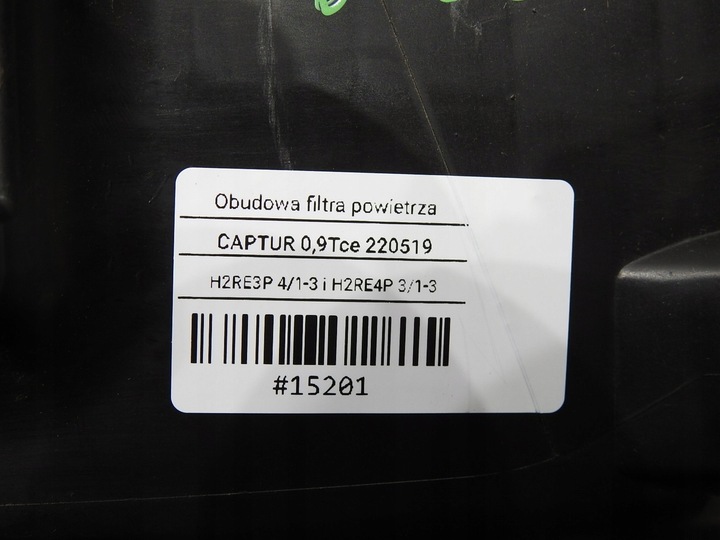 Obudowa filtra powietrza
CAPTUR 0,9Tce 220519
H2RE3P 4/1-3 i H2RE4P 3/1-3
#15201